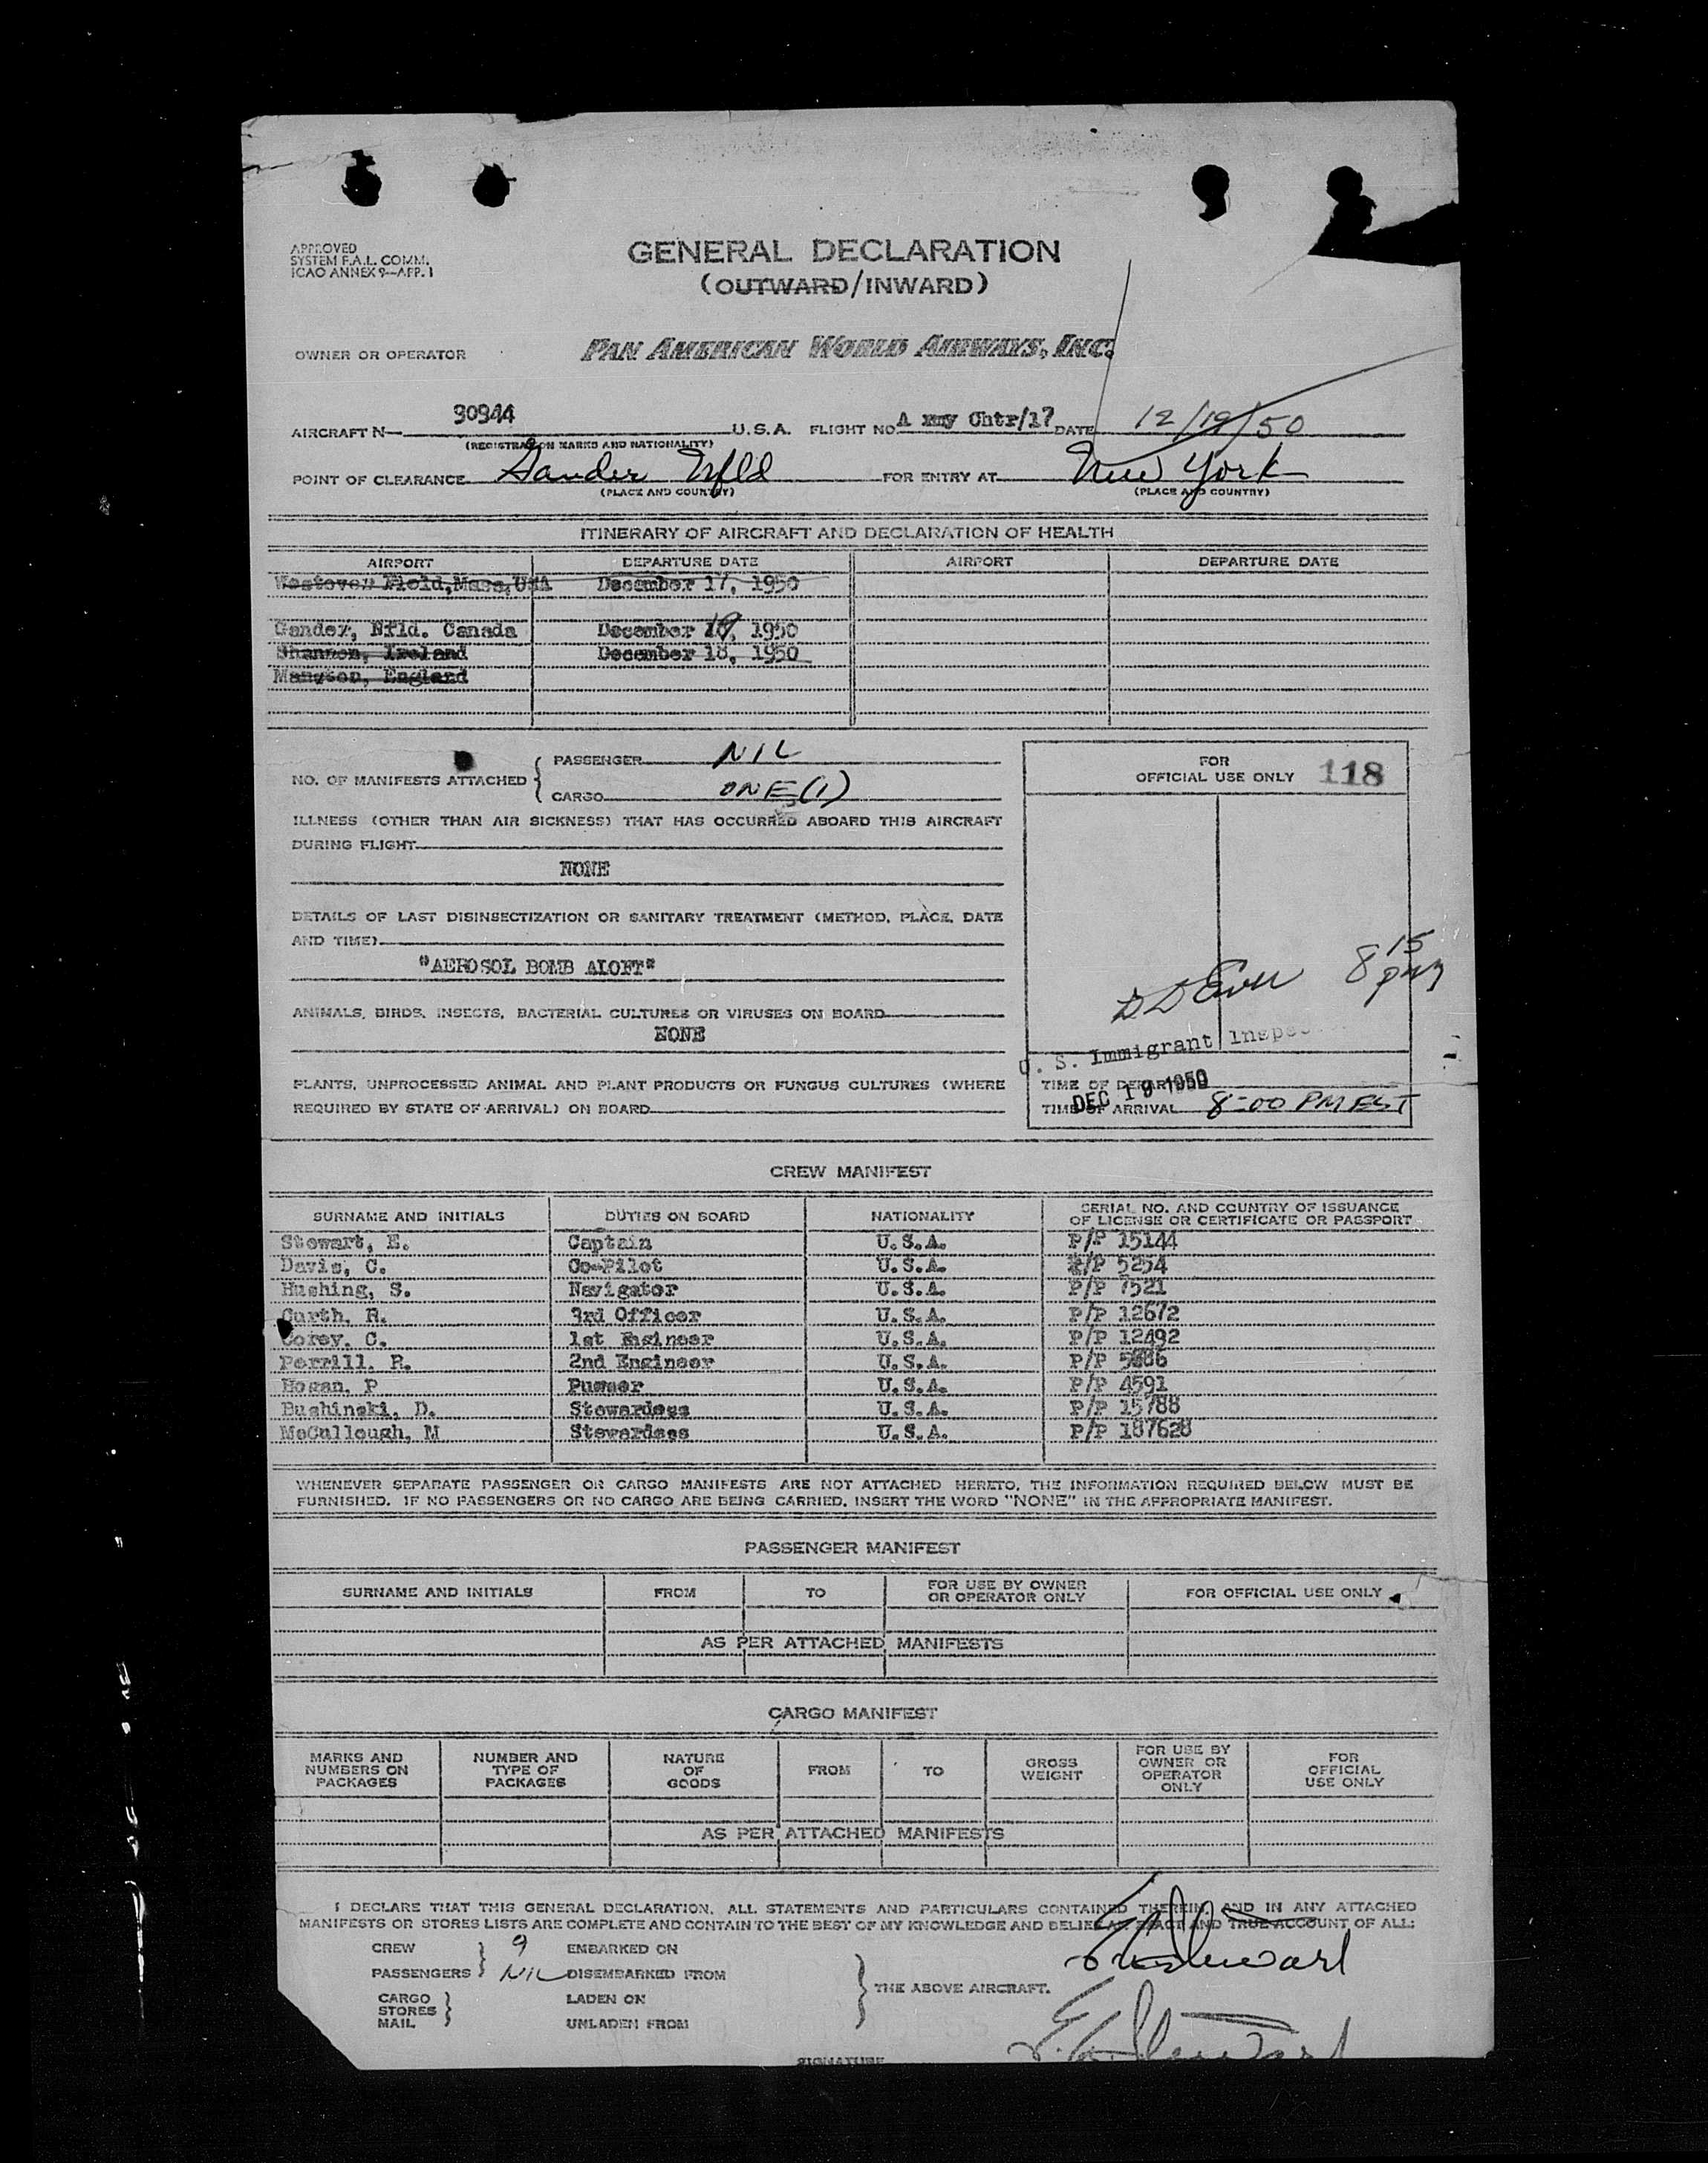 APPROVED
SYSTEM F.A.L. COMM.
ICAO ANNEX 9—APP. 1
GENERAL DECLARATION
(OUTWARD/INWARD)
OWNER OR OPERATOR PAN AMERICAN WORLD AIRWAYS, INC.
AIRCRAFT N— 90944 U.S.A. FLIGHT NO. A rmy Chtr/17 DATE 12/19/50
(REGISTRATION MARKS AND NATIONALITY)
POINT OF CLEARANCE Gander Nfld FOR ENTRY AT New York
(PLACE AND COUNTRY) (PLACE AND COUNTRY)
ITINERARY OF AIRCRAFT AND DECLARATION OF HEALTH
AIRPORT DEPARTURE DATE AIRPORT DEPARTURE DATE
Westover Field, Mass, USA December 17, 1950
Gander, Nfld. Canada December 19, 1950
Shannon, Ireland December 18, 1950
Manston, England
NO. OF MANIFESTS ATTACHED { PASSENGER NIL
CARGO ONE (1)
FOR
OFFICIAL USE ONLY 118
ILLNESS (OTHER THAN AIR SICKNESS) THAT HAS OCCURRED ABOARD THIS AIRCRAFT
DURING FLIGHT
NONE
DETAILS OF LAST DISINSECTIZATION OR SANITARY TREATMENT (METHOD, PLACE, DATE
AND TIME)
"AEROSOL BOMB ALOFT"
8 15 pm
ANIMALS, BIRDS, INSECTS, BACTERIAL CULTURES OR VIRUSES ON BOARD
NONE
U. S. Immigrant Inspec
PLANTS, UNPROCESSED ANIMAL AND PLANT PRODUCTS OR FUNGUS CULTURES (WHERE
REQUIRED BY STATE OF ARRIVAL) ON BOARD
TIME OF DEPARTURE
DEC 19 1950
TIME OF ARRIVAL 8-00 PM EST
CREW MANIFEST
SURNAME AND INITIALS DUTIES ON BOARD NATIONALITY SERIAL NO. AND COUNTRY OF ISSUANCE OF LICENSE OR CERTIFICATE OR PASSPORT
Stewart, E. Captain U.S.A. P/P 15144
Davis, C. Co-Pilot U.S.A. P/P 5254
Hushing, S. Navigator U.S.A. P/P 7521
Gurth, R. 3rd Officer U.S.A. P/P 12672
Corey, C. 1st Engineer U.S.A. P/P 12492
Perrill, R. 2nd Engineer U.S.A. P/P
Hogan, P Purser U.S.A. P/P 4591
Bushinski, D. Stewardess U.S.A. P/P 15788
McCullough, M Stewardess U.S.A. P/P 187628
WHENEVER SEPARATE PASSENGER OR CARGO MANIFESTS ARE NOT ATTACHED HERETO, THE INFORMATION REQUIRED BELOW MUST BE
FURNISHED. IF NO PASSENGERS OR NO CARGO ARE BEING CARRIED, INSERT THE WORD "NONE" IN THE APPROPRIATE MANIFEST.
PASSENGER MANIFEST
SURNAME AND INITIALS FROM TO FOR USE BY OWNER OR OPERATOR ONLY FOR OFFICIAL USE ONLY
AS PER ATTACHED MANIFESTS
CARGO MANIFEST
MARKS AND NUMBERS ON PACKAGES NUMBER AND TYPE OF PACKAGES NATURE OF GOODS FROM TO GROSS WEIGHT FOR USE BY OWNER OR OPERATOR ONLY FOR OFFICIAL USE ONLY
AS PER ATTACHED MANIFESTS
I DECLARE THAT THIS GENERAL DECLARATION, ALL STATEMENTS AND PARTICULARS CONTAINED THEREIN, AND IN ANY ATTACHED
MANIFESTS OR STORES LISTS ARE COMPLETE AND CONTAIN TO THE BEST OF MY KNOWLEDGE AND BELIEF AN EXACT AND TRUE ACCOUNT OF ALL:
CREW } 9 EMBARKED ON
PASSENGERS } NIL DISEMBARKED FROM
CARGO
STORES
MAIL
LADEN ON
UNLADEN FROM
} THE ABOVE AIRCRAFT.
E Stewart
SIGNATURE E. Stewart